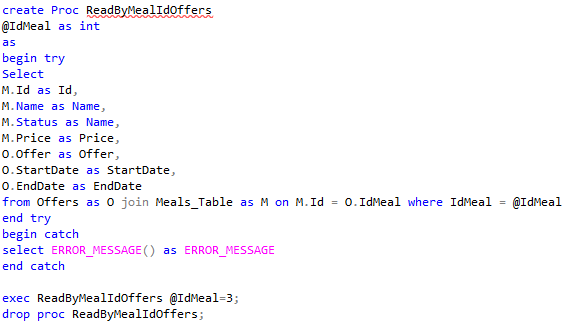 create Proc ReadByMealIdOffers
@IdMeal as int
as
begin try
Select
M.Id as Id,
M.Name as Name,
M.Status as Name,
M.Price as Price,
O.Offer as Offer,
O.StartDate as StartDate,
O.EndDate as EndDate
from Offers as O join Meals_Table as M on M.Id = O.IdMeal where IdMeal = @IdMeal
end try
begin catch
select ERROR_MESSAGE() as ERROR_MESSAGE
end catch
exec ReadByMealIdOffers @IdMeal=3;
drop proc ReadByMealIdOffers;